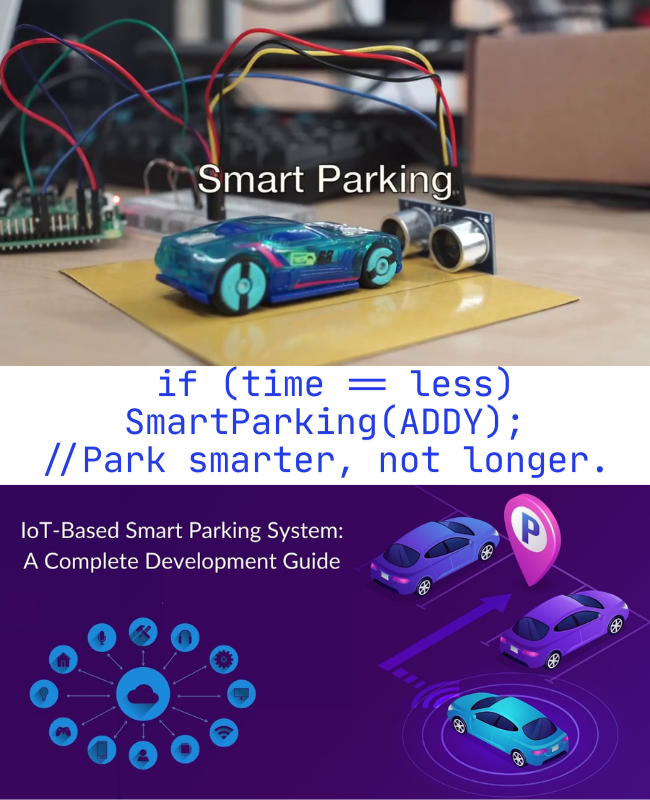 Smart Parking
if (time == less)
SmartParking(ADDY);
//Park smarter, not longer.
IoT-Based Smart Parking System:
A Complete Development Guide
P